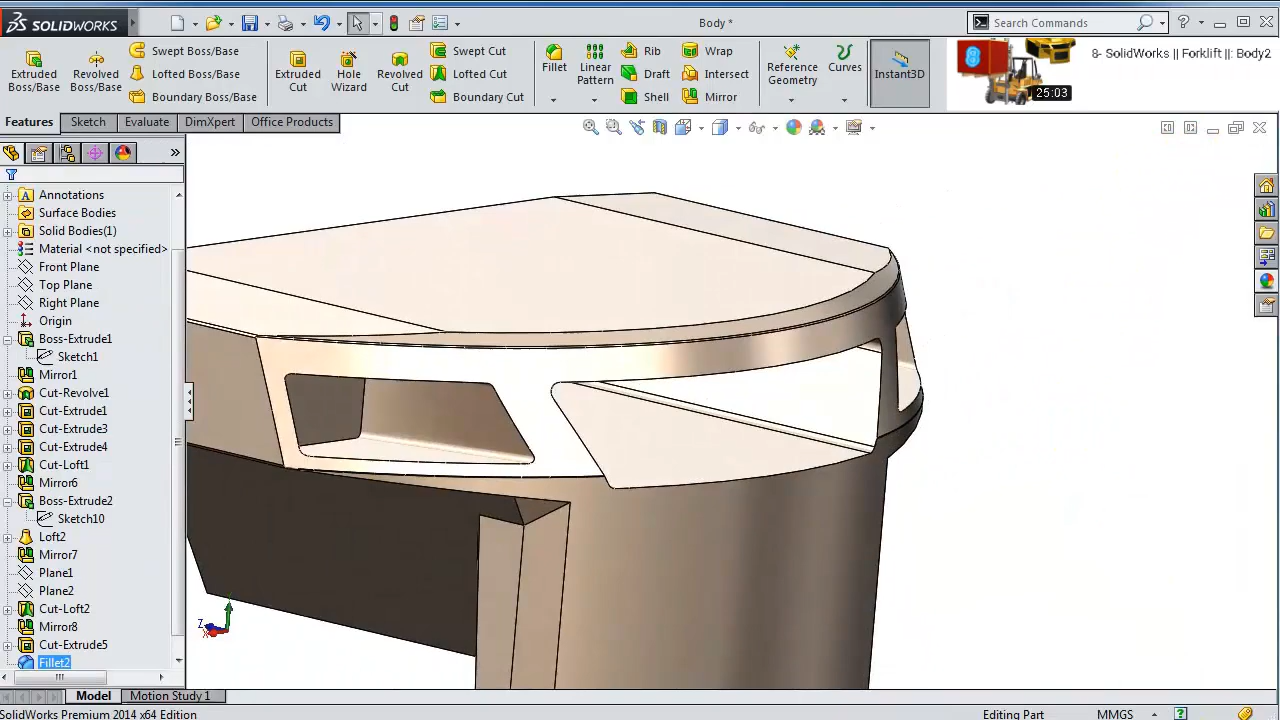 SOLIDWORKS
Body *
Search Commands
Extruded Boss/Base
Revolved Boss/Base
Swept Boss/Base
Lofted Boss/Base
Boundary Boss/Base
Extruded Cut
Hole Wizard
Revolved Cut
Swept Cut
Lofted Cut
Boundary Cut
Fillet
Linear Pattern
Rib
Draft
Shell
Wrap
Intersect
Mirror
Reference Geometry
Curves
Instant3D
8- SolidWorks || Forklift || Body2
8
25:03
Features
Sketch
Evaluate
DimXpert
Office Products
Annotations
Surface Bodies
Solid Bodies(1)
Material <not specified>
Front Plane
Top Plane
Right Plane
Origin
Boss-Extrude1
Sketch1
Mirror1
Cut-Revolve1
Cut-Extrude1
Cut-Extrude3
Cut-Extrude4
Cut-Loft1
Mirror6
Boss-Extrude2
Sketch10
Loft2
Mirror7
Plane1
Plane2
Cut-Loft2
Mirror8
Cut-Extrude5
Fillet2
Z
X
Model
Motion Study 1
SolidWorks Premium 2014 x64 Edition
Editing Part
MMGS